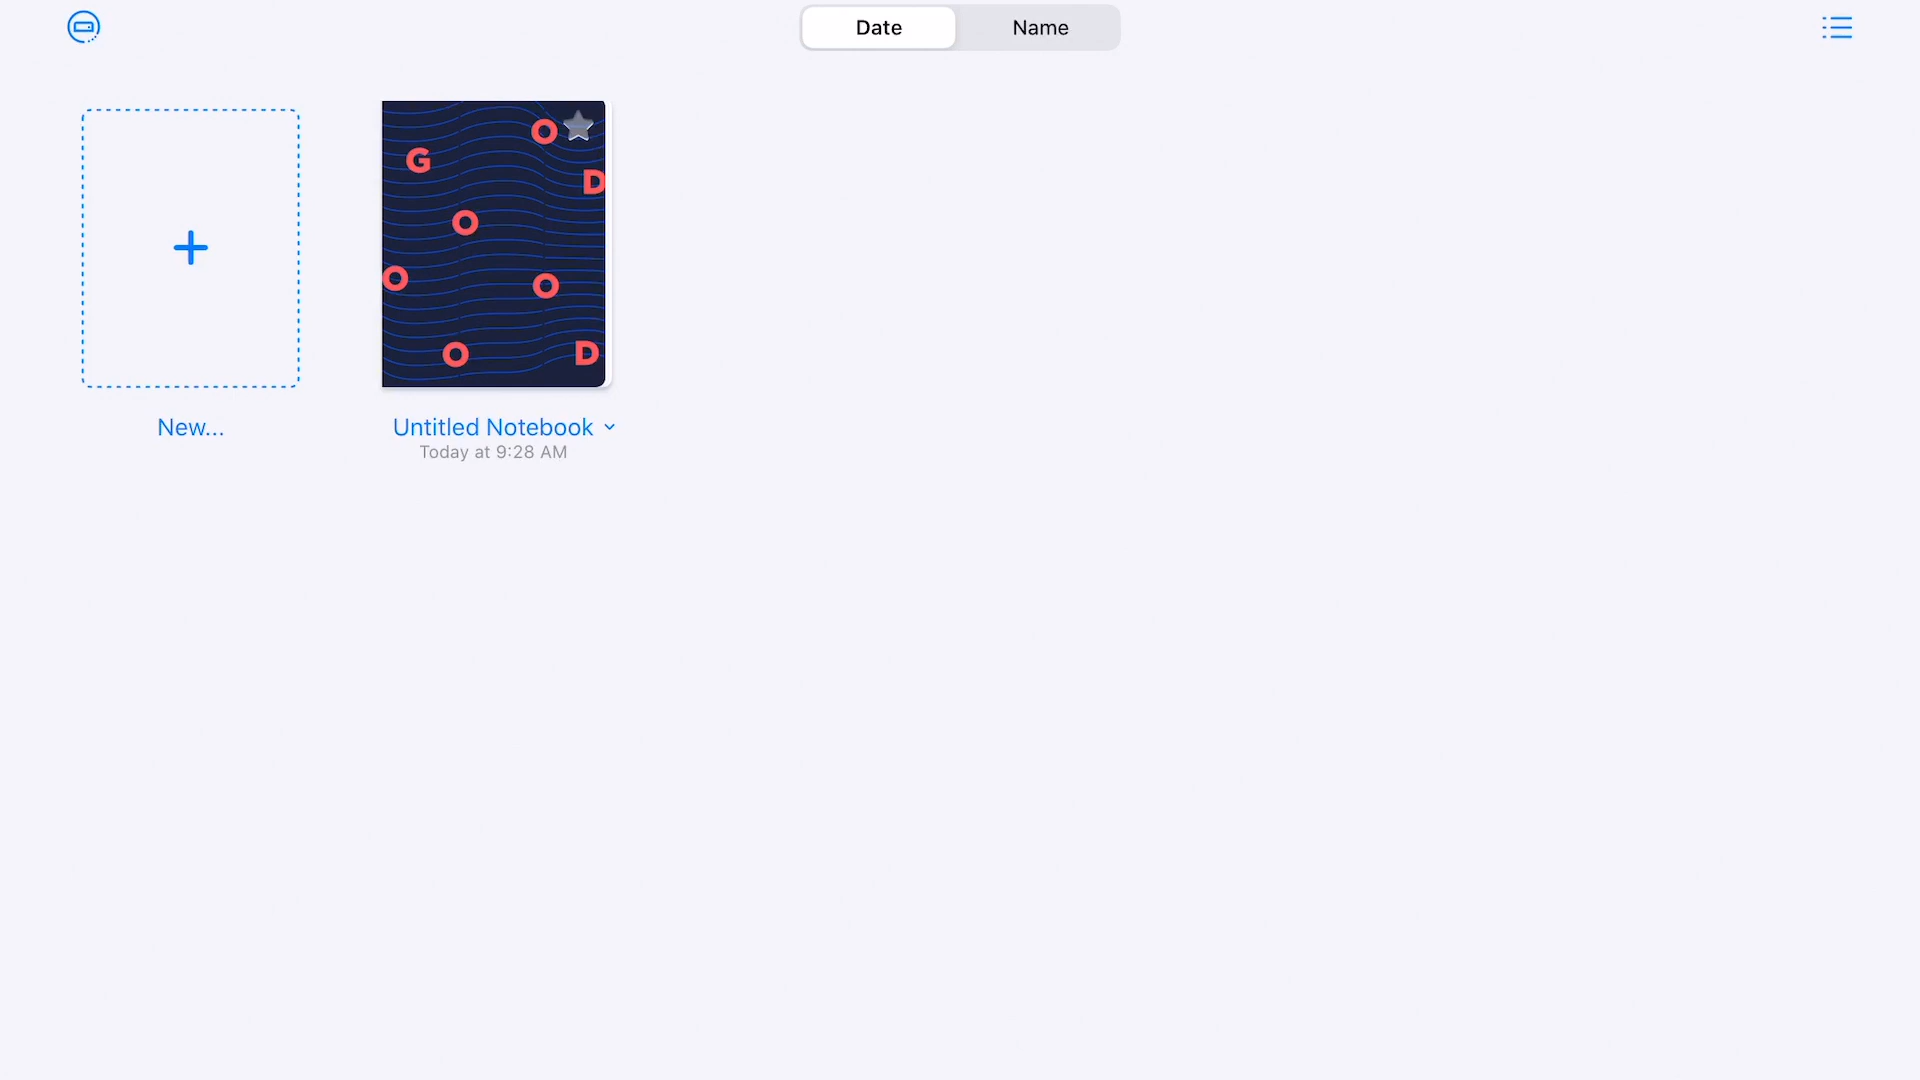 Date
Name
O
G
D
O
O
O
O
D
New...
Untitled Notebook
Today at 9:28 AM